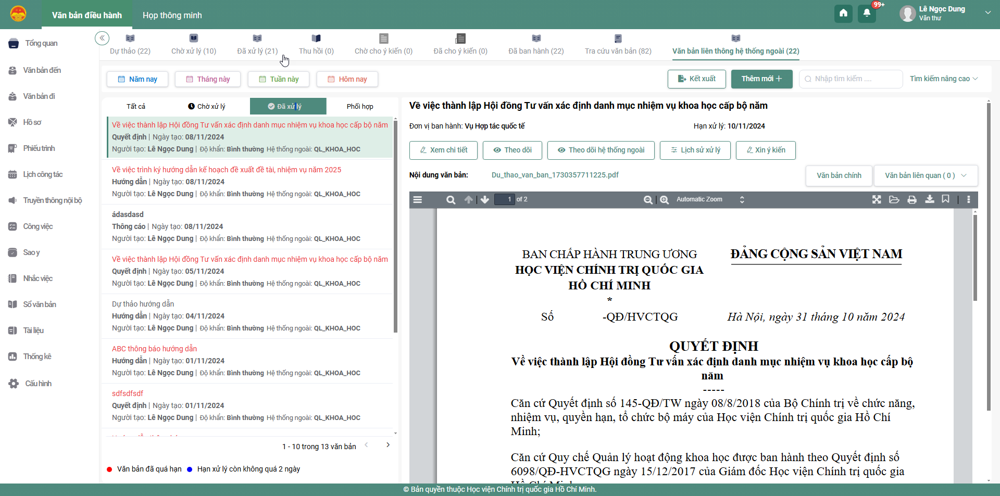 Văn bản điều hành
Họp thông minh
99+
Lê Ngọc Dung
Văn thư
Tổng quan
Văn bản đến
Văn bản đi
Hồ sơ
Phiếu trình
Lịch công tác
Truyền thông nội bộ
Công việc
Sao y
Nhắc việc
Sổ văn bản
Tài liệu
Thống kê
Cấu hình
Dự thảo (22)
Chờ xử lý (10)
Đã xử lý (21)
Thu hồi (0)
Chờ cho ý kiến (0)
Đã cho ý kiến (0)
Đã ban hành (22)
Tra cứu văn bản (82)
Văn bản liên thông hệ thống ngoài (22)
Năm nay
Tháng này
Tuần này
Hôm nay
Kết xuất
Thêm mới
Nhập tìm kiếm ....
Tìm kiếm nâng cao
Tất cả
Chờ xử lý
Đã xử lý
Phối hợp
Về việc thành lập Hội đồng Tư vấn xác định danh mục nhiệm vụ khoa học cấp bộ năm
Quyết định | Ngày tạo: 08/11/2024
Người tạo: Lê Ngọc Dung | Độ khẩn: Bình thường Hệ thống ngoài: QL_KHOA_HOC
Về việc trình ký hướng dẫn kế hoạch đề xuất đề tài, nhiệm vụ năm 2025
Hướng dẫn | Ngày tạo: 08/11/2024
Người tạo: Lê Ngọc Dung | Độ khẩn: Bình thường Hệ thống ngoài: QL_KHOA_HOC
ádasdasd
Thông cáo | Ngày tạo: 08/11/2024
Người tạo: Lê Ngọc Dung | Độ khẩn: Bình thường Hệ thống ngoài: QL_KHOA_HOC
Về việc thành lập Hội đồng Tư vấn xác định danh mục nhiệm vụ khoa học cấp bộ năm
Quyết định | Ngày tạo: 05/11/2024
Người tạo: Lê Ngọc Dung | Độ khẩn: Bình thường Hệ thống ngoài: QL_KHOA_HOC
Dự thảo hướng dẫn
Hướng dẫn | Ngày tạo: 04/11/2024
Người tạo: Lê Ngọc Dung | Độ khẩn: Bình thường Hệ thống ngoài: QL_KHOA_HOC
ABC thông báo hướng dẫn
Hướng dẫn | Ngày tạo: 01/11/2024
Người tạo: Lê Ngọc Dung | Độ khẩn: Bình thường Hệ thống ngoài: QL_KHOA_HOC
sdfsdfsdf
Quyết định | Ngày tạo: 01/11/2024
Người tạo: Lê Ngọc Dung | Độ khẩn: Bình thường Hệ thống ngoài: QL_KHOA_HOC
1 - 10 trong 13 văn bản
Văn bản đã quá hạn
Hạn xử lý còn không quá 2 ngày
Về việc thành lập Hội đồng Tư vấn xác định danh mục nhiệm vụ khoa học cấp bộ năm
Đơn vị ban hành: Vụ Hợp tác quốc tế
Hạn xử lý: 10/11/2024
Xem chi tiết
Theo dõi
Theo dõi hệ thống ngoài
Lịch sử xử lý
Xin ý kiến
Nội dung văn bản:
Du_thao_van_ban_1730357711225.pdf
Văn bản chính
Văn bản liên quan ( 0 )
1 of 2
Automatic Zoom
BAN CHẤP HÀNH TRUNG ƯƠNG
HỌC VIỆN CHÍNH TRỊ QUỐC GIA
HỒ CHÍ MINH
*
Số -QĐ/HVCTQG
ĐẢNG CỘNG SẢN VIỆT NAM
Hà Nội, ngày 31 tháng 10 năm 2024
QUYẾT ĐỊNH
Về việc thành lập Hội đồng Tư vấn xác định danh mục nhiệm vụ khoa học cấp bộ
năm
-----
Căn cứ Quyết định số 145-QĐ/TW ngày 08/8/2018 của Bộ Chính trị về chức năng,
nhiệm vụ, quyền hạn, tổ chức bộ máy của Học viện Chính trị quốc gia Hồ Chí
Minh;
Căn cứ Quy chế Quản lý hoạt động khoa học được ban hành theo Quyết định số
6098/QĐ-HVCTQG ngày 15/12/2017 của Giám đốc Học viện Chính trị quốc gia
Hồ Chí Minh
© Bản quyền thuộc Học viện Chính trị quốc gia Hồ Chí Minh.